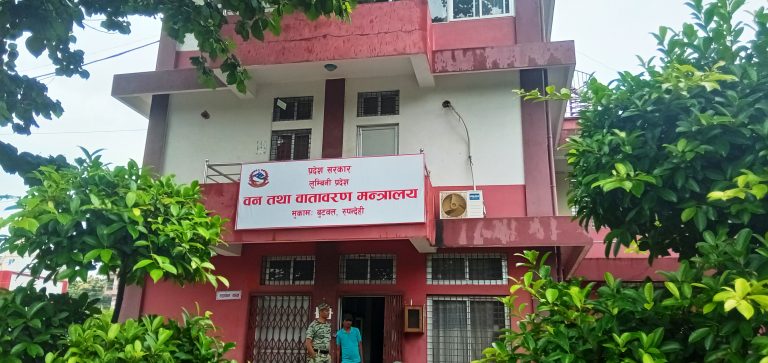 प्रदेश सरकार
लुम्बिनी प्रदेश
वन तथा वातावरण मन्त्रालय
मुकामः बुटवल, रुपन्देही